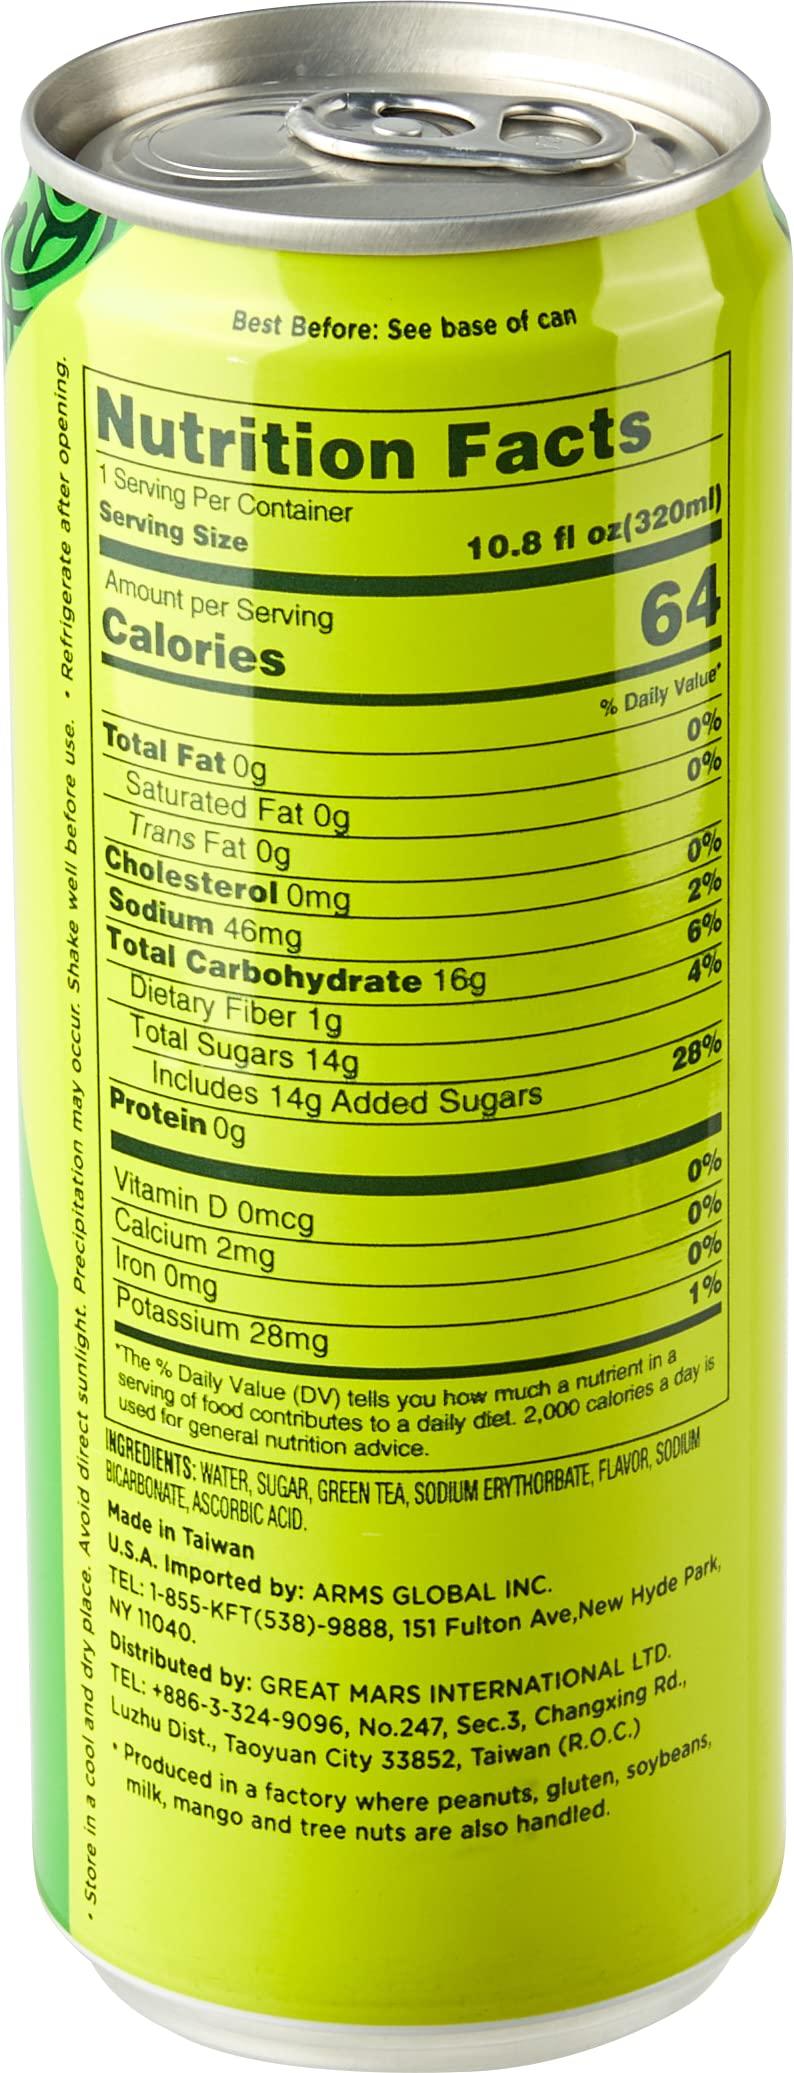 Best Before: See base of can
Nutrition Facts
1 Serving Per Container
Serving Size 10.8 fl oz(320ml)
Amount per Serving
Calories 64
% Daily Value*
Total Fat 0g 0%
Saturated Fat 0g 0%
Trans Fat 0g
Cholesterol 0mg 0%
Sodium 46mg 2%
Total Carbohydrate 16g 6%
Dietary Fiber 1g 4%
Total Sugars 14g
Includes 14g Added Sugars 28%
Protein 0g
Vitamin D 0mcg 0%
Calcium 2mg 0%
Iron 0mg 0%
Potassium 28mg 1%
*The % Daily Value (DV) tells you how much a nutrient in a
serving of food contributes to a daily diet. 2,000 calories a day is
used for general nutrition advice.
INGREDIENTS: WATER, SUGAR, GREEN TEA, SODIUM ERYTHORBATE, FLAVOR, SODIUM
BICARBONATE, ASCORBIC ACID.
Made in Taiwan
U.S.A. Imported by: ARMS GLOBAL INC.
TEL: 1-855-KFT(538)-9888, 151 Fulton Ave,New Hyde Park,
NY 11040.
Distributed by: GREAT MARS INTERNATIONAL LTD.
TEL: +886-3-324-9096, No.247, Sec.3, Changxing Rd.,
Luzhu Dist., Taoyuan City 33852, Taiwan (R.O.C.)
• Produced in a factory where peanuts, gluten, soybeans,
milk, mango and tree nuts are also handled.
• Store in a cool and dry place. Avoid direct sunlight. Precipitation may occur. Shake well before use. • Refrigerate after opening.